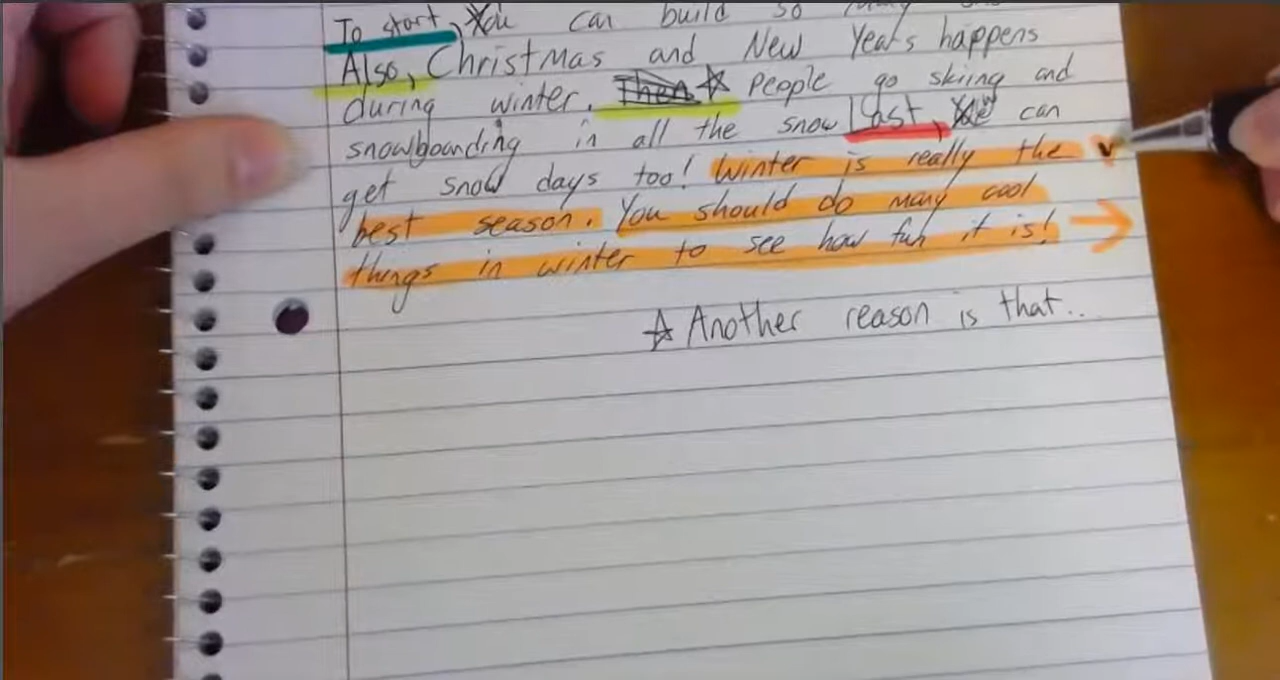 To start, You can build so many
Also, Christmas and New Years happens
during winter. Then ☆ People go skiing and
snowboarding in all the snow Last, We can
get snow days too! Winter is really the
best season. You should do many cool
things in winter to see how fun it is! →
☆ Another reason is that..